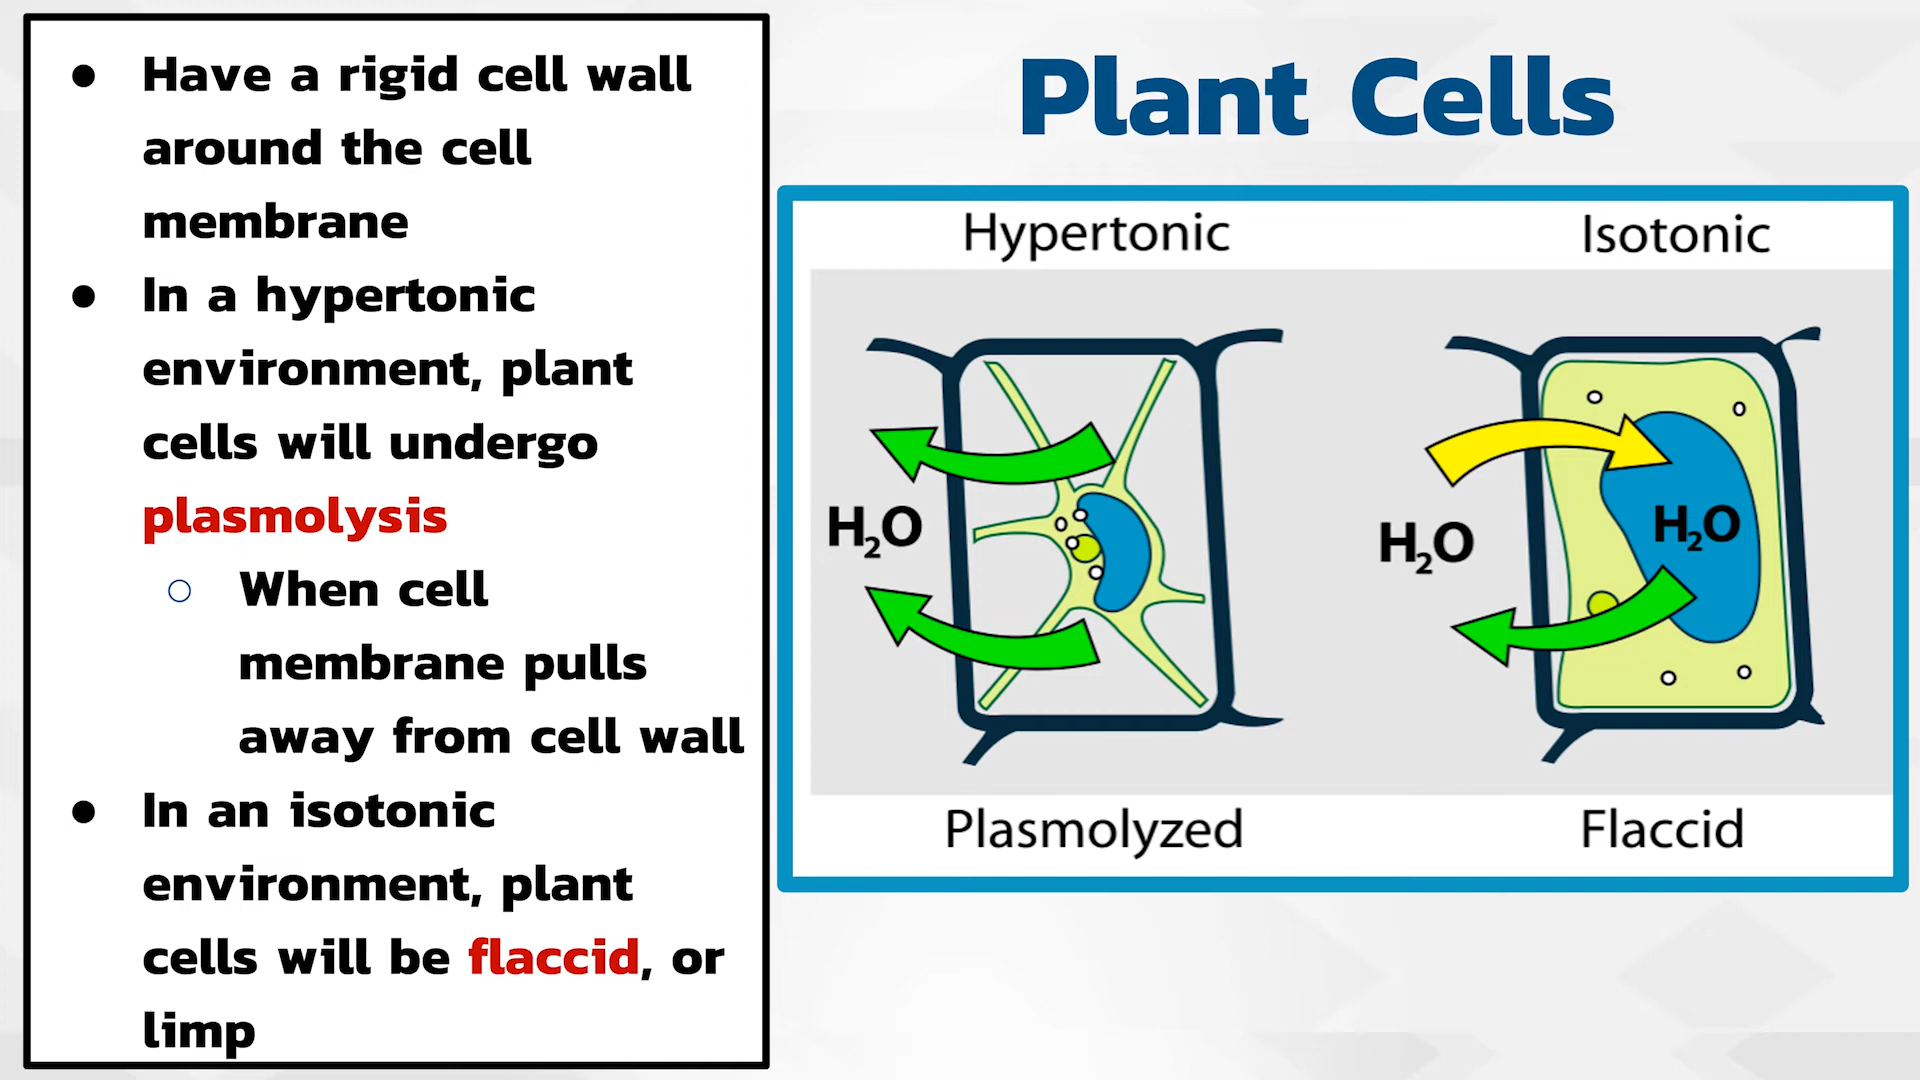 ● Have a rigid cell wall
around the cell
membrane
● In a hypertonic
environment, plant
cells will undergo
plasmolysis
○ When cell
membrane pulls
away from cell wall
● In an isotonic
environment, plant
cells will be flaccid, or
limp
Plant Cells
Hypertonic
Isotonic
H₂O
H₂O
H₂O
Plasmolyzed
Flaccid